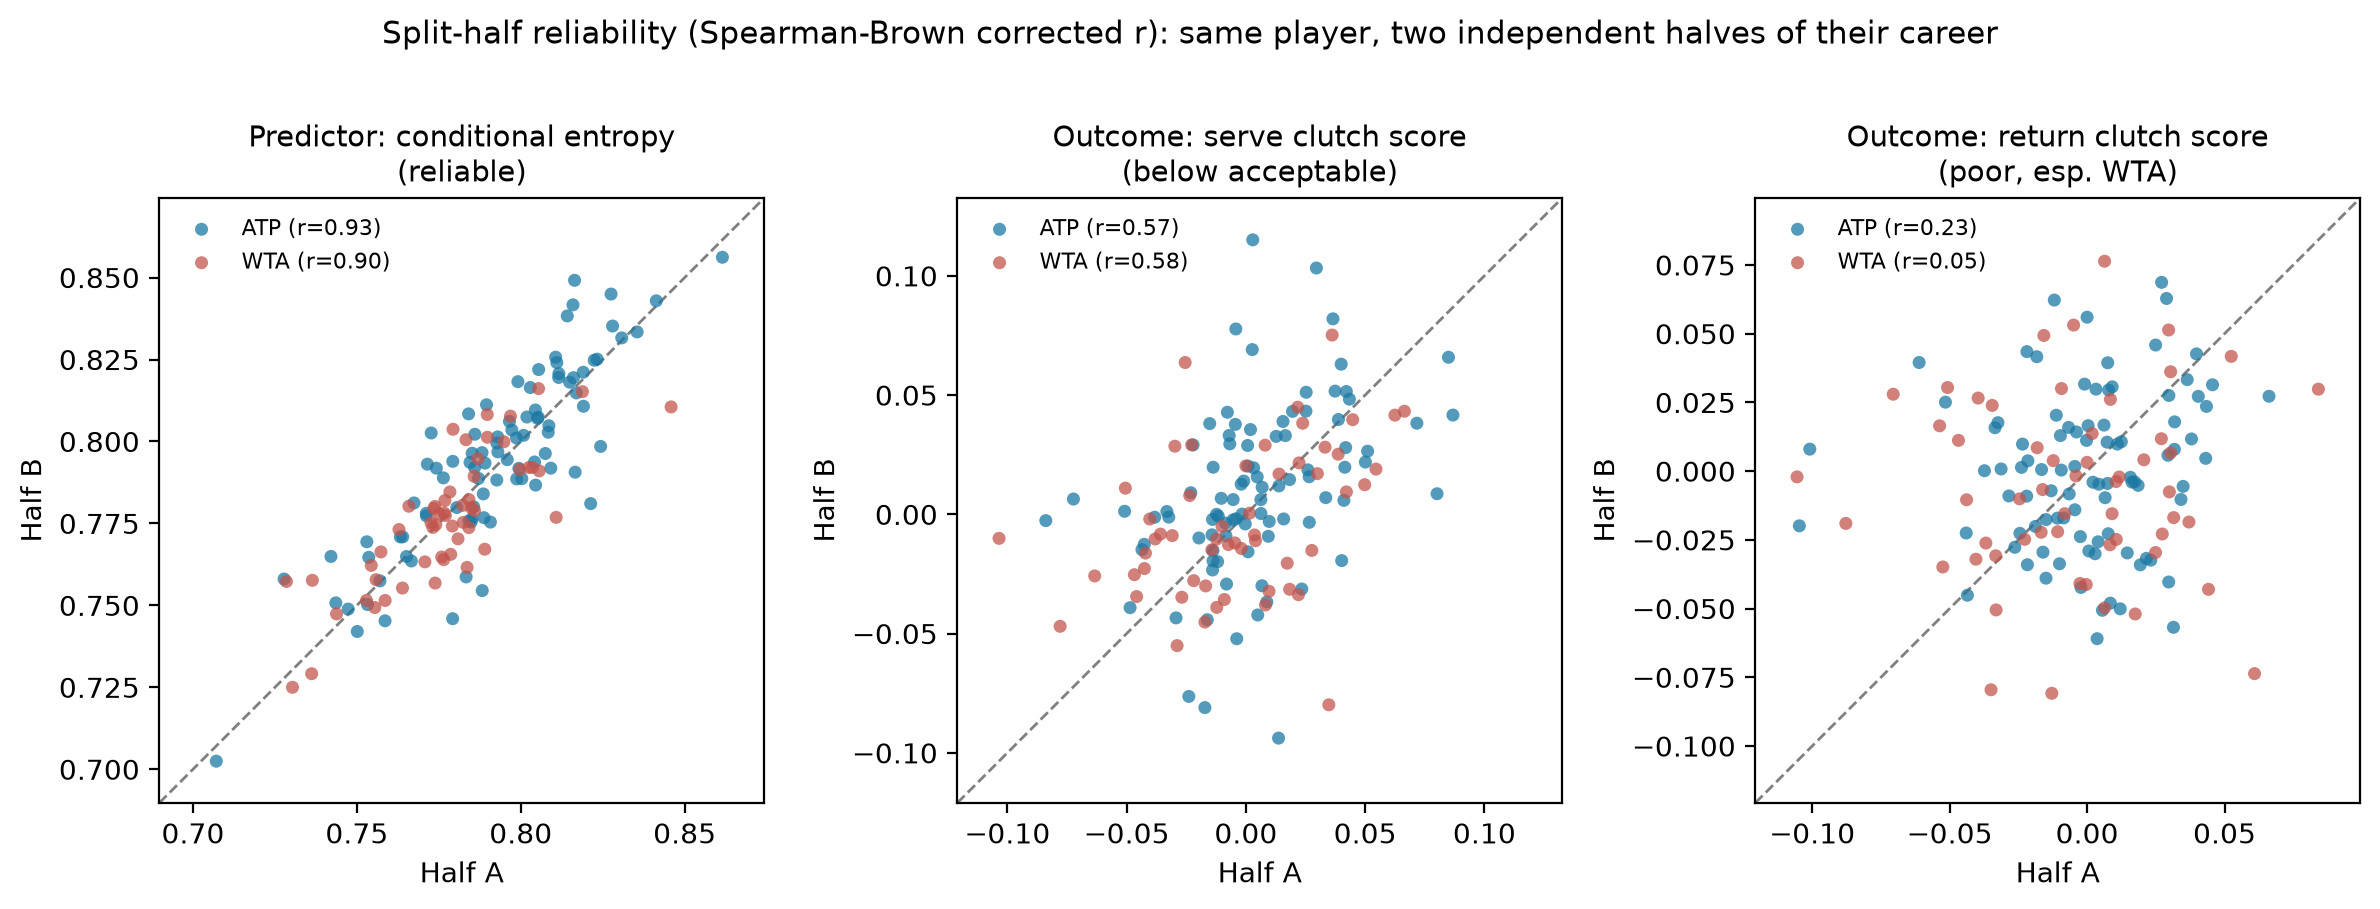 Split-half reliability (Spearman-Brown corrected r): same player, two independent halves of their career
Predictor: conditional entropy
(reliable)
ATP (r=0.93)
WTA (r=0.90)
0.850
0.825
0.800
0.775
0.750
0.725
0.700
Half B
0.70 0.75 0.80 0.85
Half A
Outcome: serve clutch score
(below acceptable)
ATP (r=0.57)
WTA (r=0.58)
0.10
0.05
0.00
−0.05
−0.10
Half B
−0.10 −0.05 0.00 0.05 0.10
Half A
Outcome: return clutch score
(poor, esp. WTA)
ATP (r=0.23)
WTA (r=0.05)
0.075
0.050
0.025
0.000
−0.025
−0.050
−0.075
−0.100
Half B
−0.10 −0.05 0.00 0.05
Half A